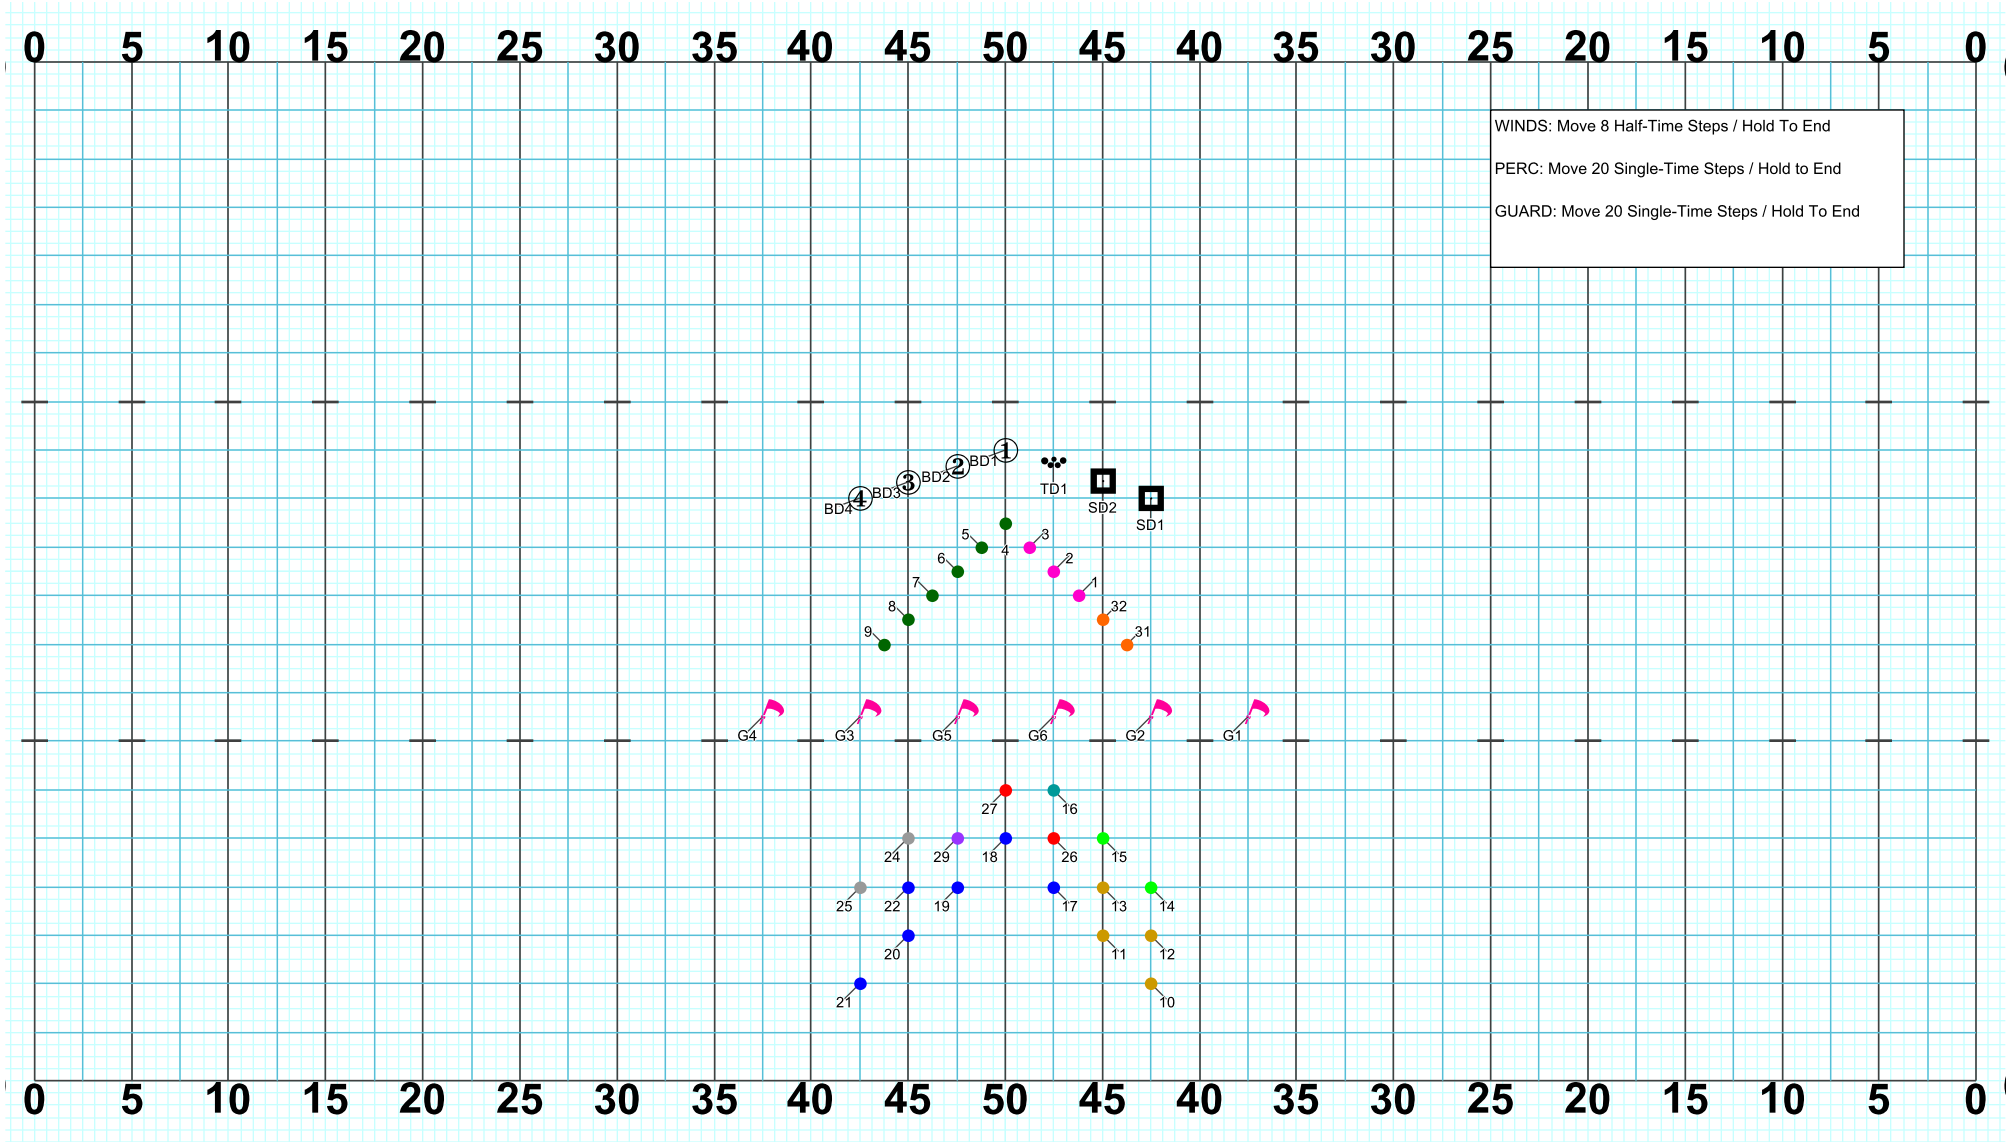 0 5 10 15 20 25 30 35 40 45 50 45 40 35 30 25 20 15 10 5 0
WINDS: Move 8 Half-Time Steps / Hold To End
PERC: Move 20 Single-Time Steps / Hold to End
GUARD: Move 20 Single-Time Steps / Hold To End
1
BD1
2
BD2
3
BD3
4
BD4
TD1
SD2
SD1
5 4 3
6 2
7 1
8 32
9 31
G4 G3 G5 G6 G2 G1
27 16
24 29 18 26 15
25 22 19 17 13 14
20 11 12
21 10
0 5 10 15 20 25 30 35 40 45 50 45 40 35 30 25 20 15 10 5 0